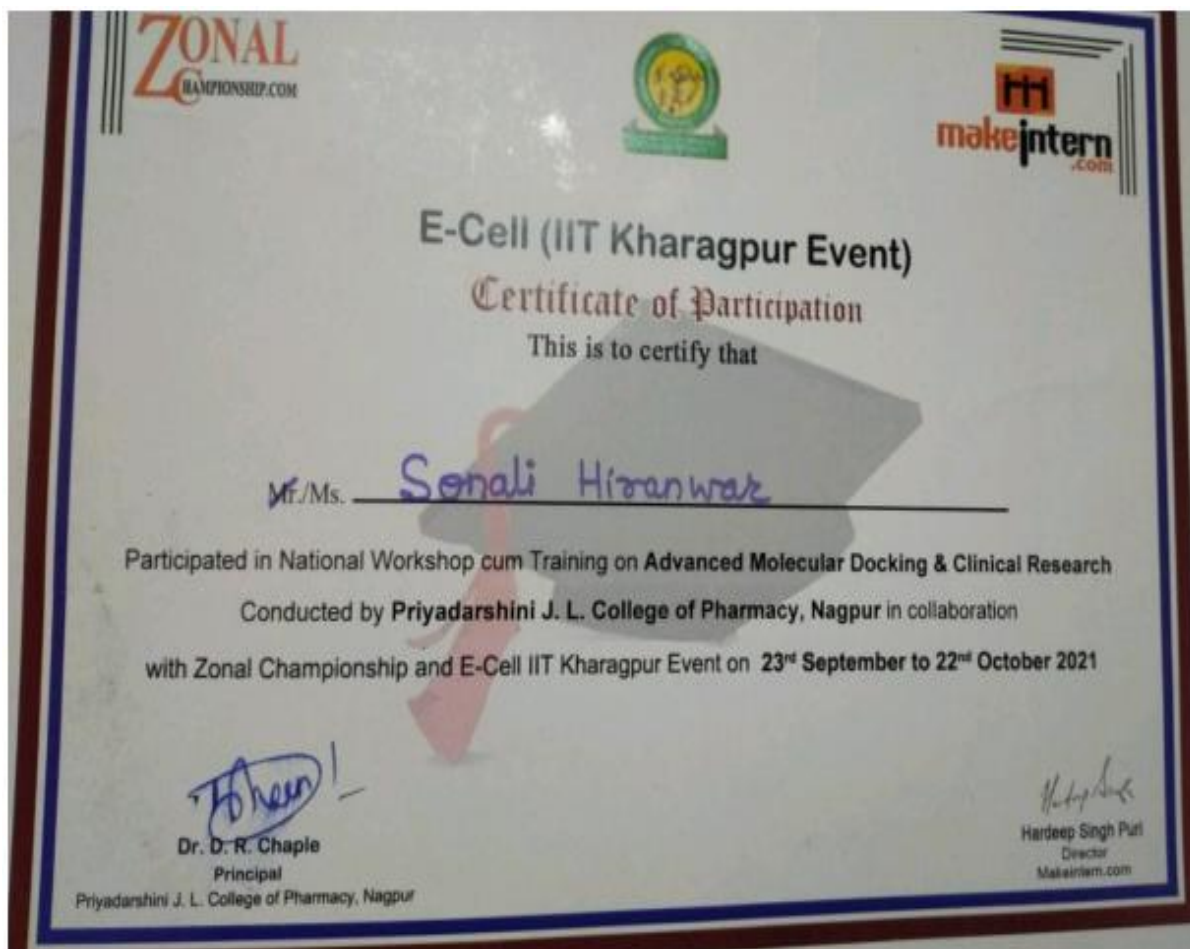 ZONAL
CHAMPIONSHIP.COM
makeintern
.com
E-Cell (IIT Kharagpur Event)
Certificate of Participation
This is to certify that
Mr./Ms. Sonali Hiranwar
Participated in National Workshop cum Training on Advanced Molecular Docking & Clinical Research
Conducted by Priyadarshini J. L. College of Pharmacy, Nagpur in collaboration
with Zonal Championship and E-Cell IIT Kharagpur Event on 23rd September to 22nd October 2021
Dr. D. R. Chaple
Principal
Priyadarshini J. L. College of Pharmacy, Nagpur
Hardeep Singh Puri
Director
Makeintern.com